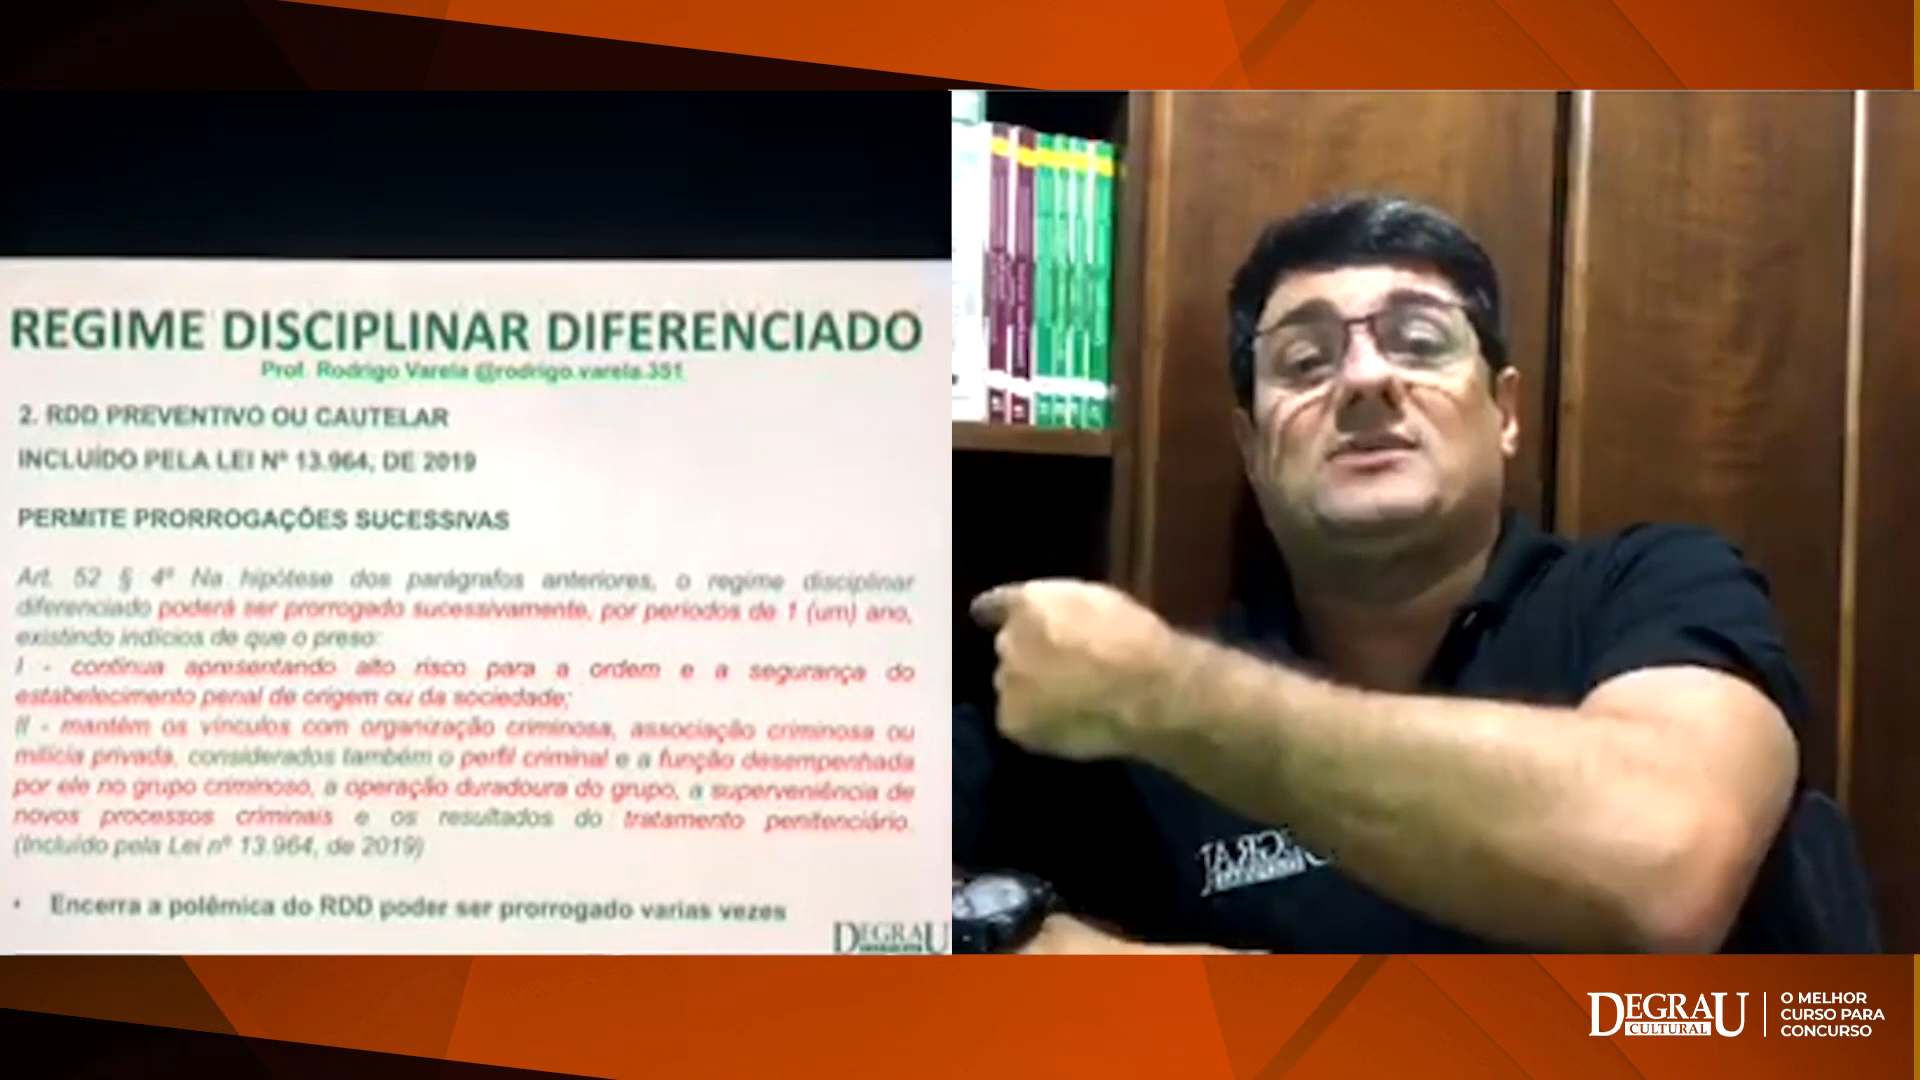 REGIME DISCIPLINAR DIFERENCIADO
Prof. Rodrigo Varela @rodrigo.varela.351
2. RDD PREVENTIVO OU CAUTELAR
INCLUÍDO PELA LEI Nº 13.964, DE 2019
PERMITE PRORROGAÇÕES SUCESSIVAS
Art. 52 § 4º Na hipótese dos parágrafos anteriores, o regime disciplinar
diferenciado poderá ser prorrogado sucessivamente, por períodos de 1 (um) ano,
existindo indícios de que o preso:
I - continua apresentando alto risco para a ordem e a segurança do
estabelecimento penal de origem ou da sociedade;
II - mantém os vínculos com organização criminosa, associação criminosa ou
milícia privada, considerados também o perfil criminal e a função desempenhada
por ele no grupo criminoso, a operação duradoura do grupo, a superveniência de
novos processos criminais e os resultados do tratamento penitenciário.
(Incluído pela Lei nº 13.964, de 2019)
• Encerra a polêmica do RDD poder ser prorrogado varias vezes
DEGRAU
DEGRAU
CULTURAL
O MELHOR
CURSO PARA
CONCURSO